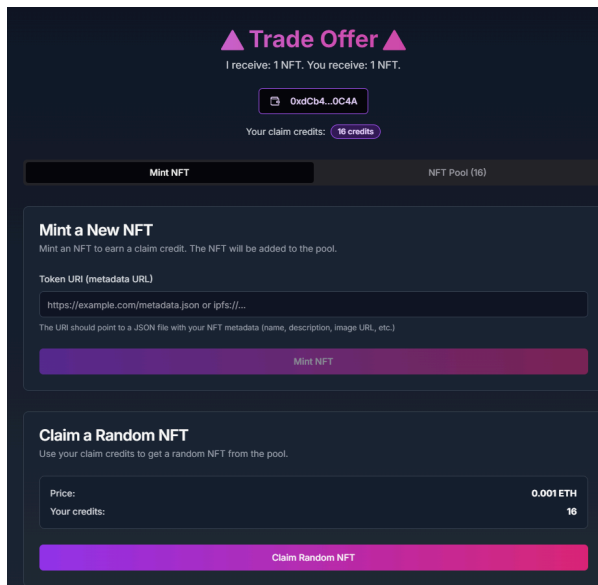 Trade Offer
I receive: 1 NFT. You receive: 1 NFT.
0xdCb4...0C4A
Your claim credits: 16 credits
Mint NFT NFT Pool (16)
Mint a New NFT
Mint an NFT to earn a claim credit. The NFT will be added to the pool.
Token URI (metadata URL)
https://example.com/metadata.json or ipfs://...
The URI should point to a JSON file with your NFT metadata (name, description, image URL, etc.)
Mint NFT
Claim a Random NFT
Use your claim credits to get a random NFT from the pool.
Price: 0.001 ETH
Your credits: 16
Claim Random NFT